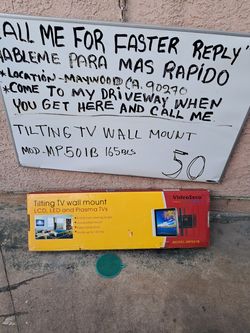 CALL ME FOR FASTER REPLY
HABLEME PARA MAS RAPIDO
*LOCATION - MAYWOOD CA. 90270
*COME TO MY DRIVEWAY WHEN
YOU GET HERE AND CALL ME
TILTING TV WALL MOUNT
MOD-MP501B 165LBS
50
Tilting TV wall mount
LCD, LED and Plasma TVs
VideoSecu